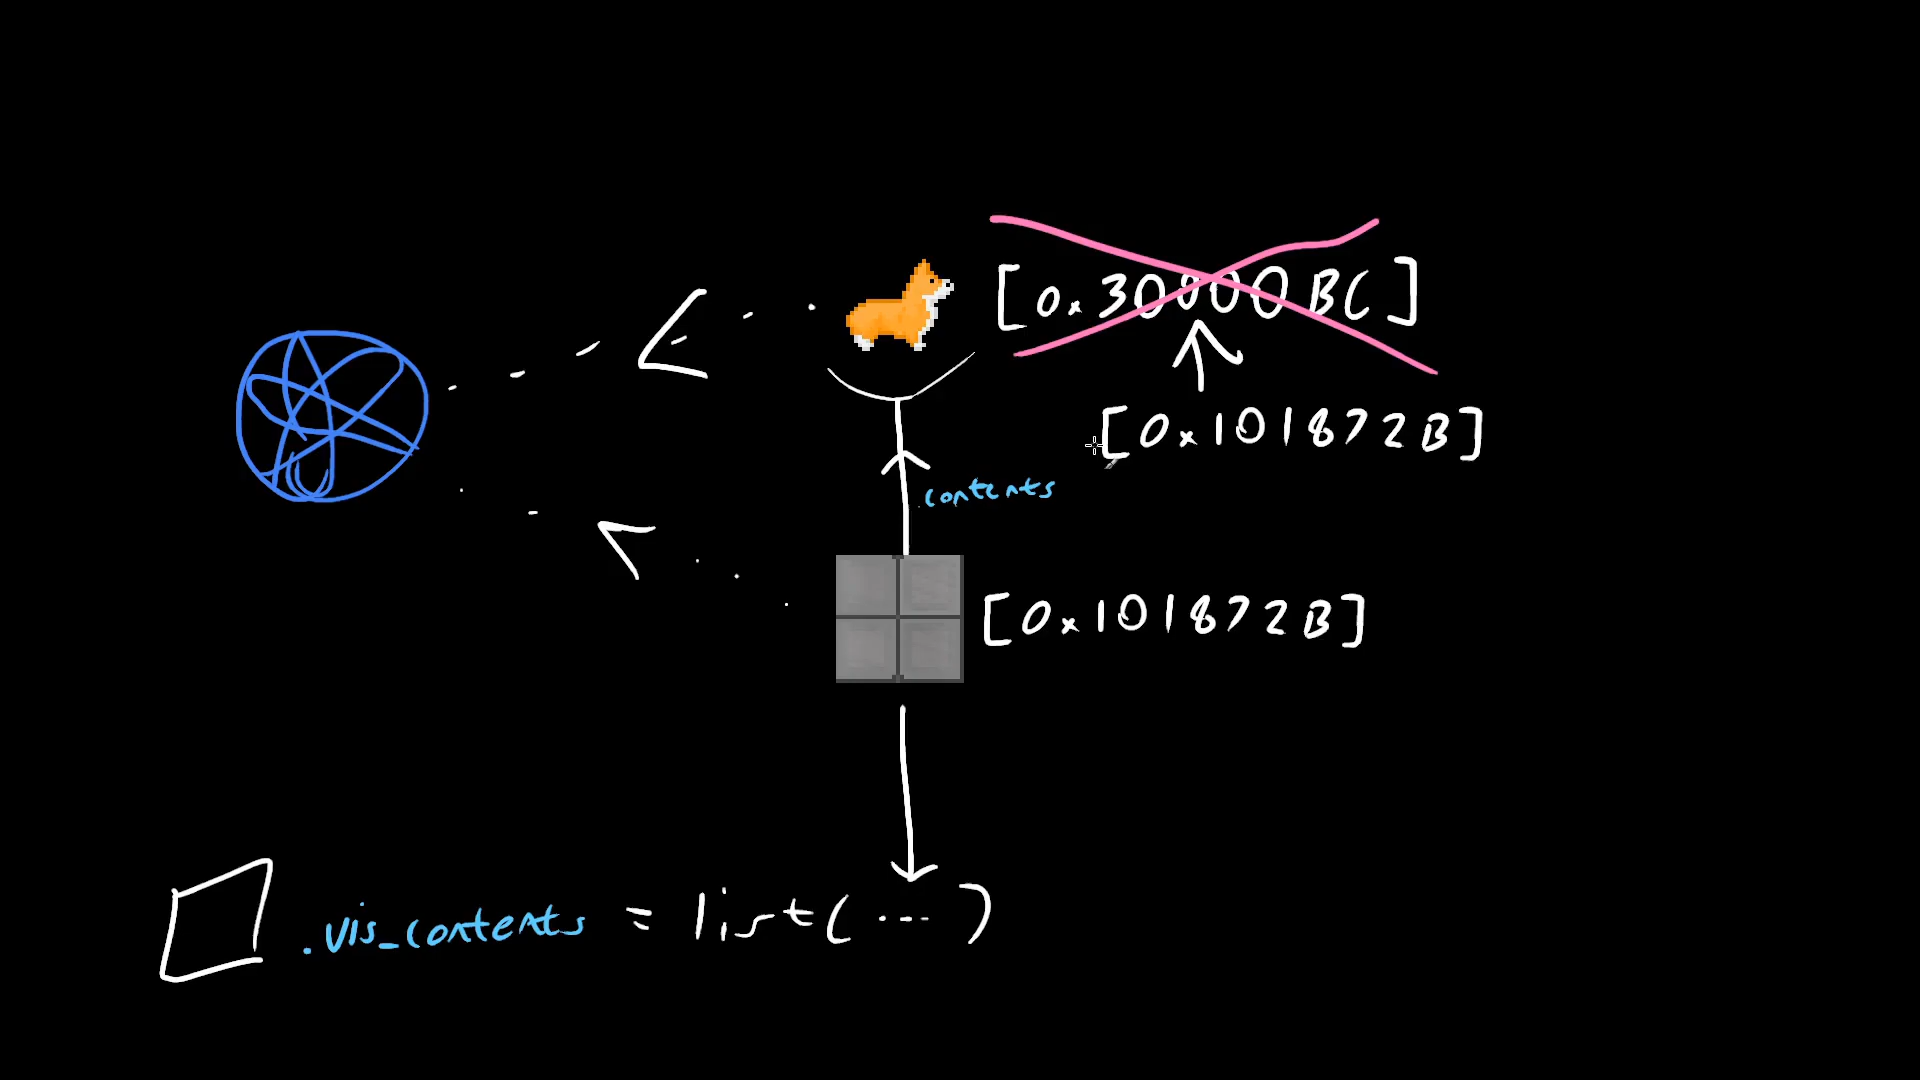 [0x30000BC]
[0x101872B]
.contents
[0x101872B]
.vis_contents = list(...)